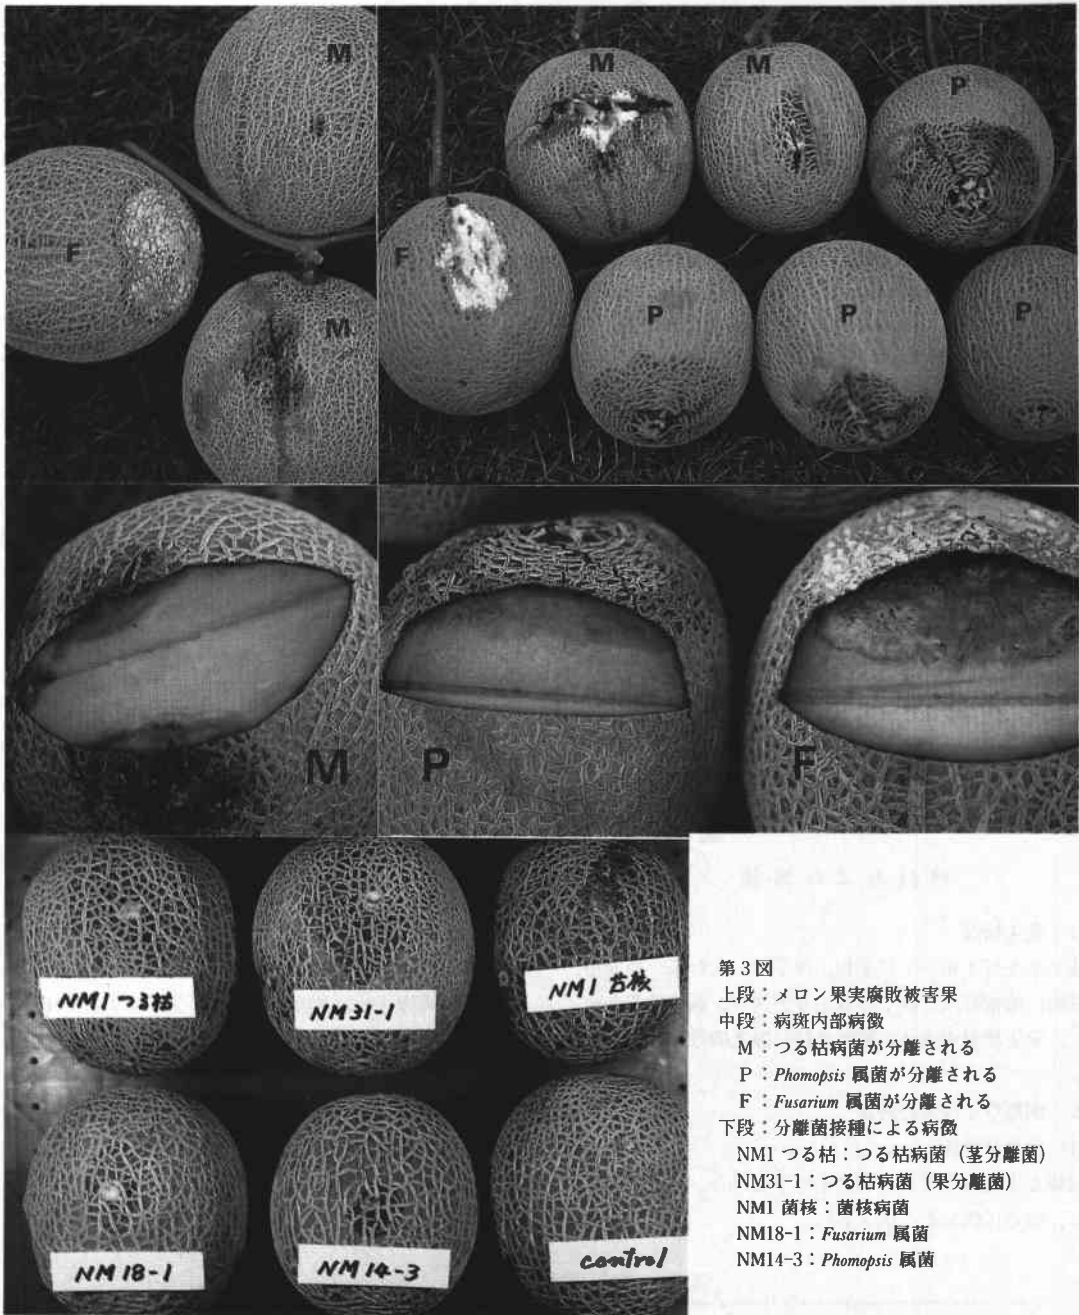 M
M
M
P
F
F
P
P
P
M
M
P
F
NM1 つる枯
NM31-1
NM1 菌核
NM18-1
NM14-3
control
第3図
上段:メロン果実腐敗被害果
中段:病斑内部病徴
M:つる枯病菌が分離される
P:Phomopsis 属菌が分離される
F:Fusarium 属菌が分離される
下段:分離菌接種による病徴
NM1 つる枯:つる枯病菌(茎分離菌)
NM31-1:つる枯病菌(果分離菌)
NM1 菌核:菌核病菌
NM18-1:Fusarium 属菌
NM14-3:Phomopsis 属菌